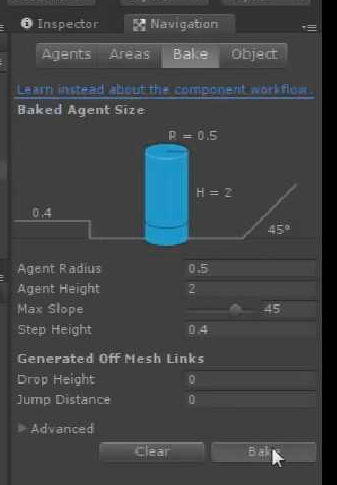 Inspector Navigation
Agents Areas Bake Object
Learn instead about the component workflow.
Baked Agent Size
R = 0.5
H = 2
0.4
45°
Agent Radius 0.5
Agent Height 2
Max Slope 45
Step Height 0.4
Generated Off Mesh Links
Drop Height 0
Jump Distance 0
Advanced
Clear Bake